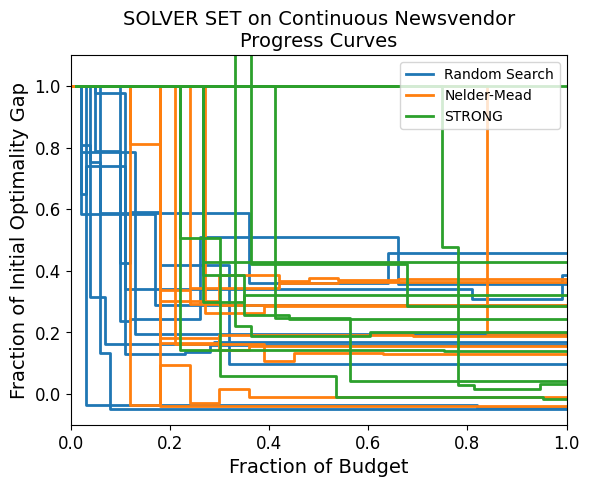 SOLVER SET on Continuous Newsvendor
Progress Curves
Fraction of Initial Optimality Gap
1.0
0.8
0.6
0.4
0.2
0.0
Random Search
Nelder-Mead
STRONG
0.0 0.2 0.4 0.6 0.8 1.0
Fraction of Budget